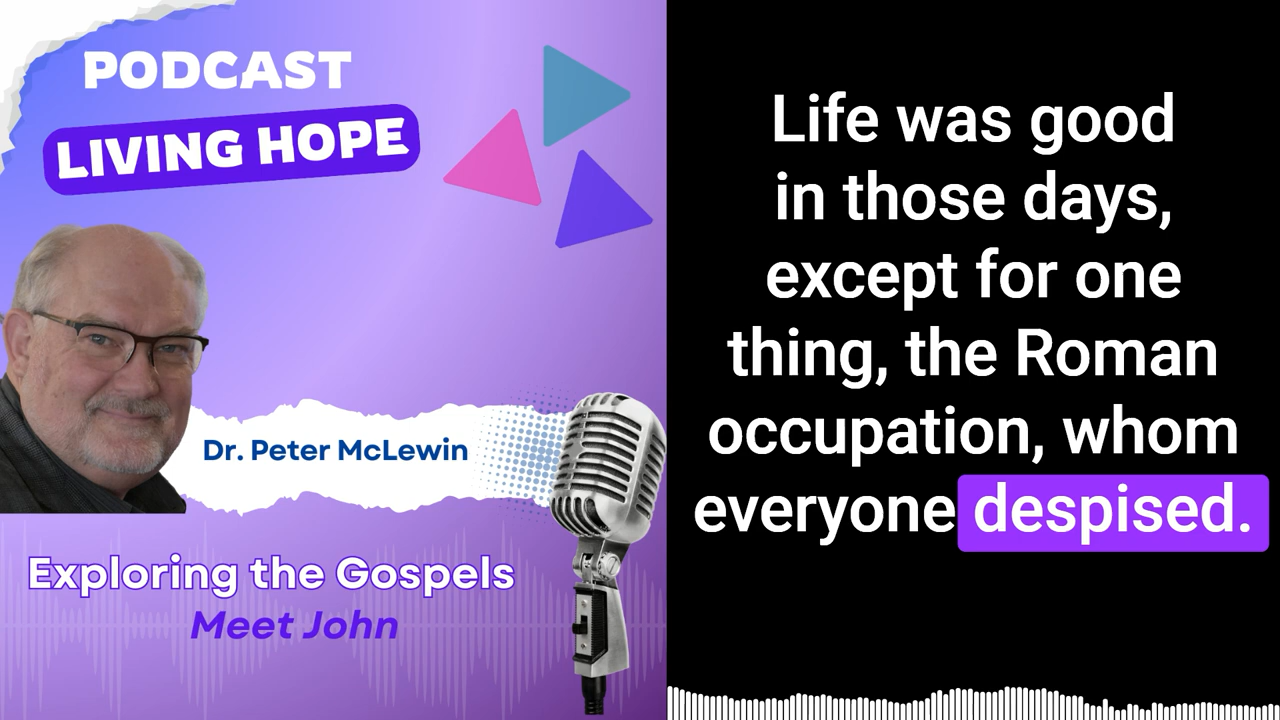 PODCAST
LIVING HOPE
Dr. Peter McLewin
Exploring the Gospels
Meet John
Life was good
in those days,
except for one
thing, the Roman
occupation, whom
everyone despised.